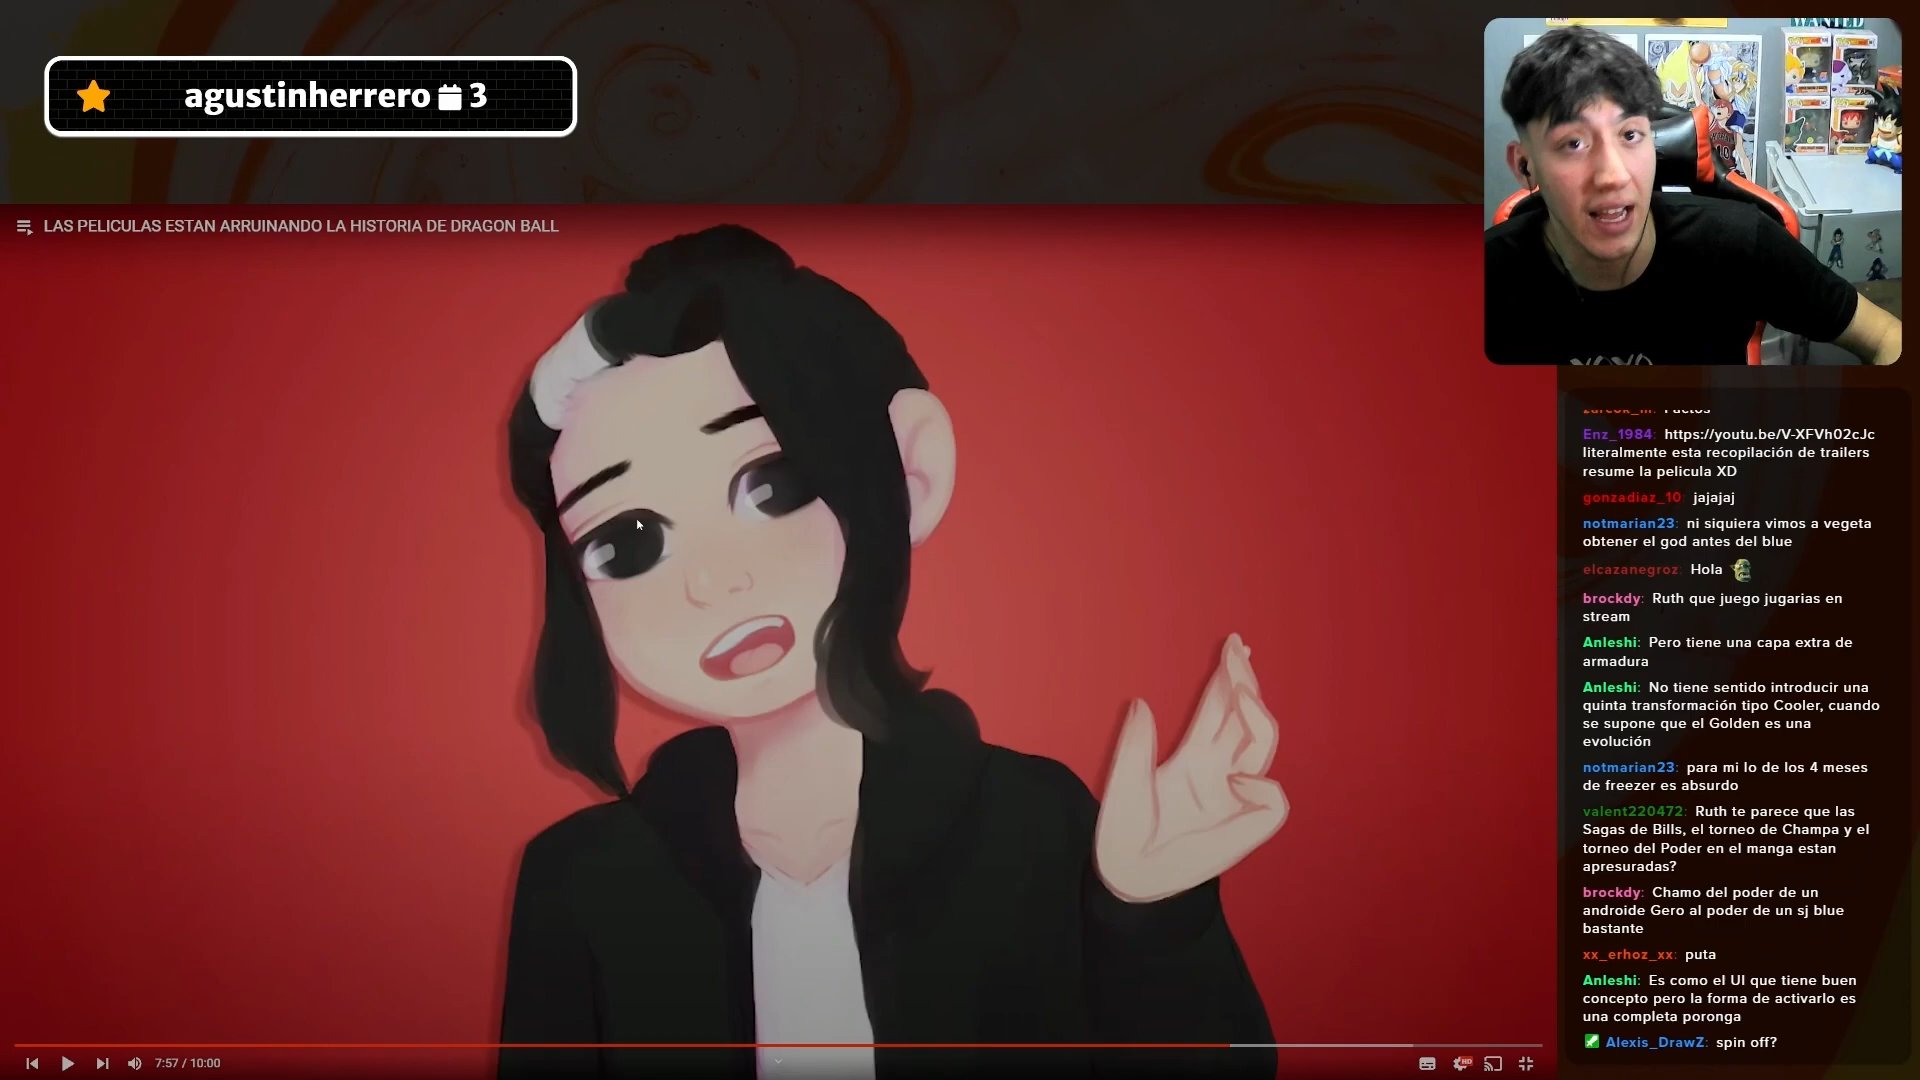 agustinherrero 3
LAS PELICULAS ESTAN ARRUINANDO LA HISTORIA DE DRAGON BALL
WANTED
10
Factos
Enz_1984: https://youtu.be/V-XFVh02cJc
literalmente esta recopilación de trailers
resume la pelicula XD
gonzadiaz_10: jajajaj
notmarian23: ni siquiera vimos a vegeta
obtener el god antes del blue
elcazanegroz: Hola
brockdy: Ruth que juego jugarias en
stream
Anleshi: Pero tiene una capa extra de
armadura
Anleshi: No tiene sentido introducir una
quinta transformación tipo Cooler, cuando
se supone que el Golden es una
evolución
notmarian23: para mi lo de los 4 meses
de freezer es absurdo
valent220472: Ruth te parece que las
Sagas de Bills, el torneo de Champa y el
torneo del Poder en el manga estan
apresuradas?
brockdy: Chamo del poder de un
androide Gero al poder de un sj blue
bastante
xx_erhoz_xx: puta
Anleshi: Es como el UI que tiene buen
concepto pero la forma de activarlo es
una completa poronga
Alexis_DrawZ: spin off?
7:57 / 10:00
HD